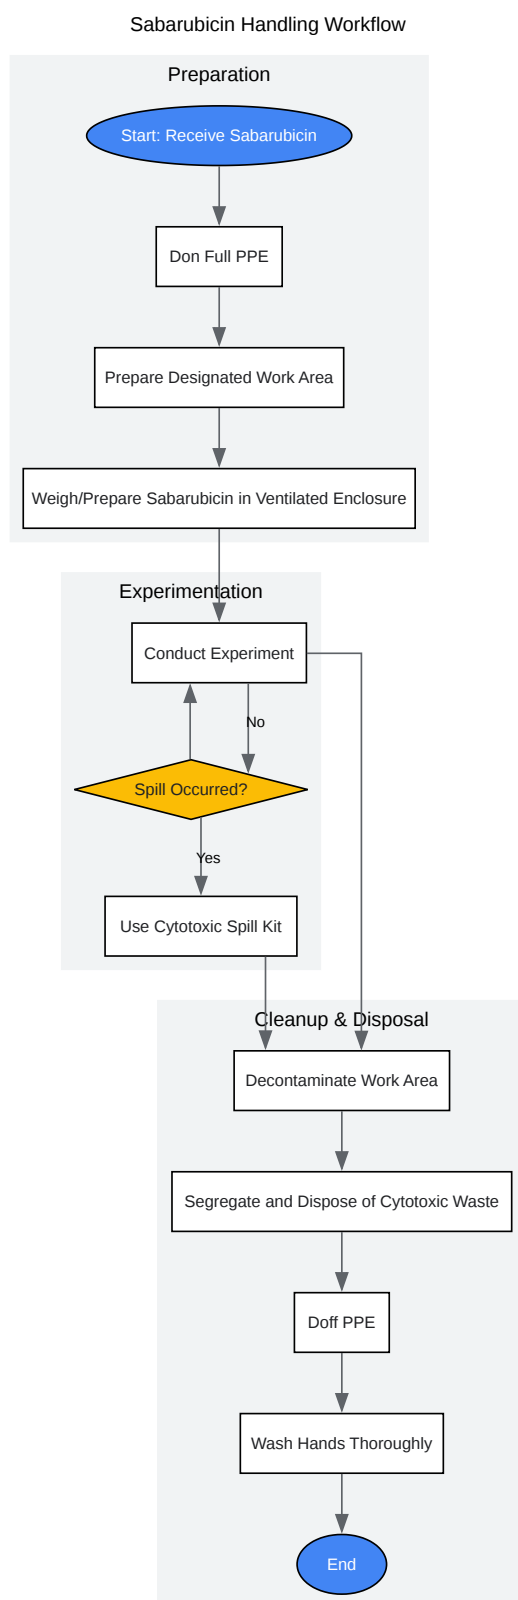 Sabarubicin Handling Workflow
Preparation
Start: Receive Sabarubicin
Don Full PPE
Prepare Designated Work Area
Weigh/Prepare Sabarubicin in Ventilated Enclosure
Experimentation
Conduct Experiment
No
Spill Occurred?
Yes
Use Cytotoxic Spill Kit
Cleanup & Disposal
Decontaminate Work Area
Segregate and Dispose of Cytotoxic Waste
Doff PPE
Wash Hands Thoroughly
End